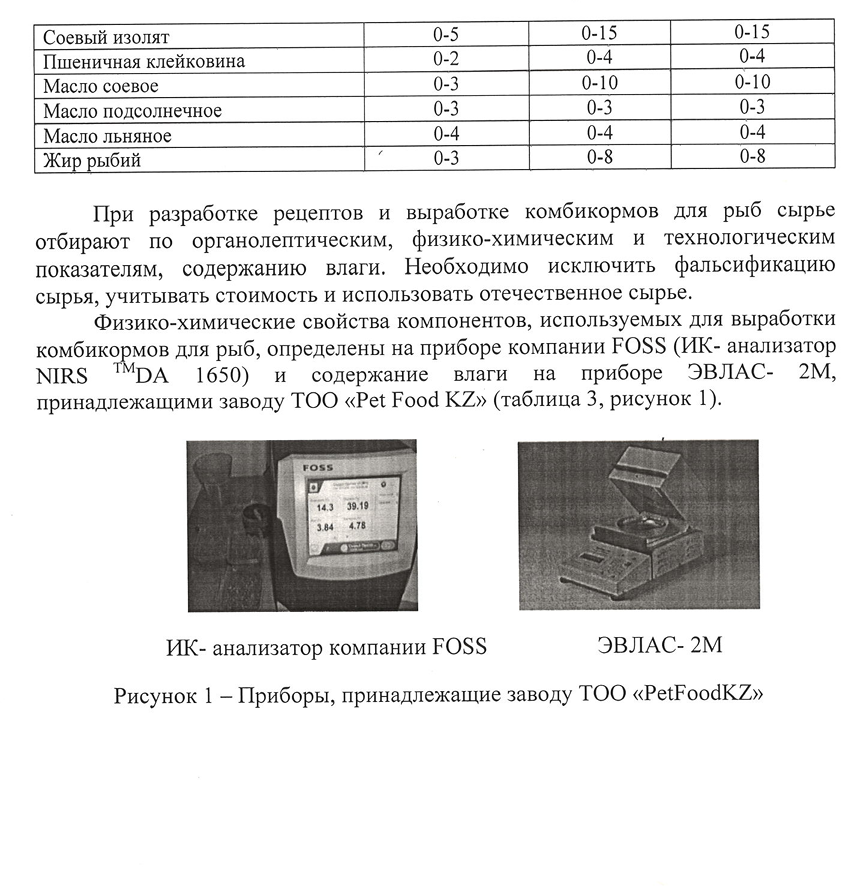 Соевый изолят 0-5 0-15 0-15
Пшеничная клейковина 0-2 0-4 0-4
Масло соевое 0-3 0-10 0-10
Масло подсолнечное 0-3 0-3 0-3
Масло льняное 0-4 0-4 0-4
Жир рыбий 0-3 0-8 0-8
При разработке рецептов и выработке комбикормов для рыб сырье
отбирают по органолептическим, физико-химическим и технологическим
показателям, содержанию влаги. Необходимо исключить фальсификацию
сырья, учитывать стоимость и использовать отечественное сырье.
Физико-химические свойства компонентов, используемых для выработки
комбикормов для рыб, определены на приборе компании FOSS (ИК- анализатор
NIRS ™DA 1650) и содержание влаги на приборе ЭВЛАС- 2М,
принадлежащими заводу ТОО «Pet Food KZ» (таблица 3, рисунок 1).
FOSS
14.3 39.19
3.84 4.78
ИК- анализатор компании FOSS ЭВЛАС- 2М
Рисунок 1 – Приборы, принадлежащие заводу ТОО «PetFoodKZ»